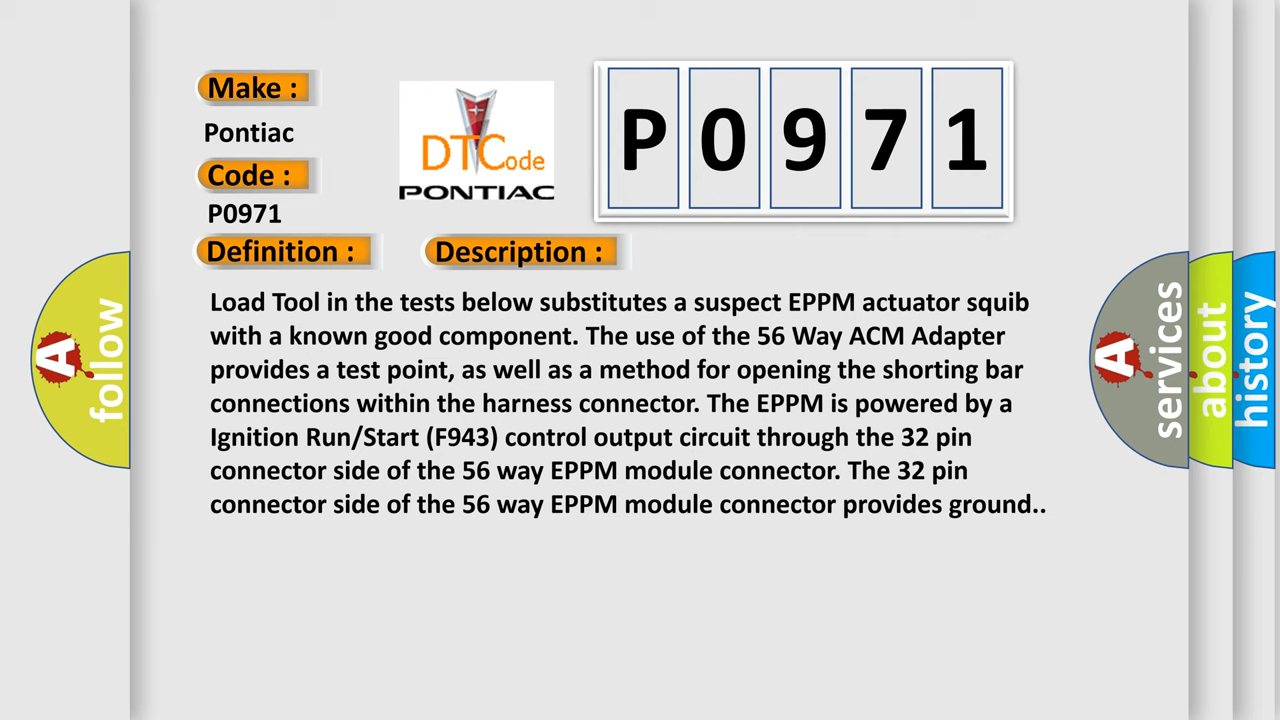 Make :
Pontiac
Code :
P0971
Definition :
Description :
DTCode
PONTIAC
P0971
Load Tool in the tests below substitutes a suspect EPPM actuator squib
with a known good component. The use of the 56 Way ACM Adapter
provides a test point, as well as a method for opening the shorting bar
connections within the harness connector. The EPPM is powered by a
Ignition Run/Start (F943) control output circuit through the 32 pin
connector side of the 56 way EPPM module connector. The 32 pin
connector side of the 56 way EPPM module connector provides ground..
A
follow
A
services
about
history